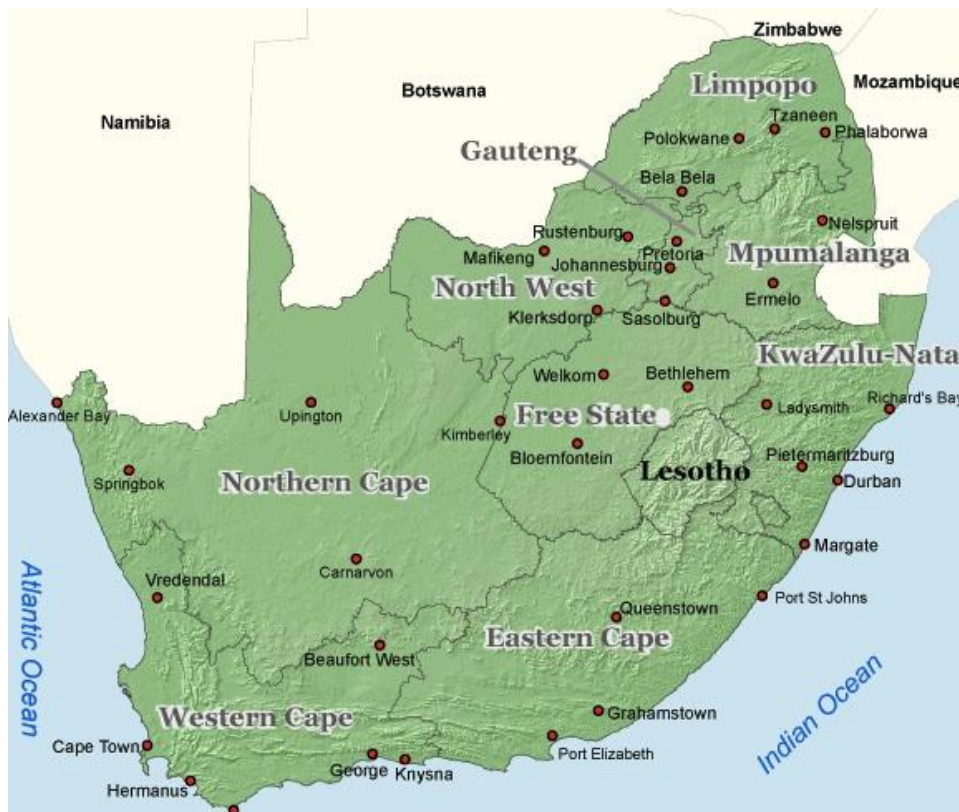 Zimbabwe
Limpopo
Mozambique
Botswana
Namibia
Tzaneen
Polokwane
Phalaborwa
Gauteng
Bela Bela
Nelspruit
Rustenburg
Pretoria
Mafikeng
Johannesburg
Mpumalanga
North West
Ermelo
Klerksdorp
Sasolburg
KwaZulu-Nata
Welkom
Bethlehem
Alexander Bay
Upington
Kimberley
Free State
Ladysmith
Richard's Bay
Bloemfontein
Pietermaritzburg
Springbok
Northern Cape
Lesotho
Durban
Margate
Carnarvon
Vredendal
Atlantic Ocean
Port St Johns
Queenstown
Eastern Cape
Beaufort West
Western Cape
Grahamstown
Indian Ocean
Cape Town
Port Elizabeth
George
Knysna
Hermanus